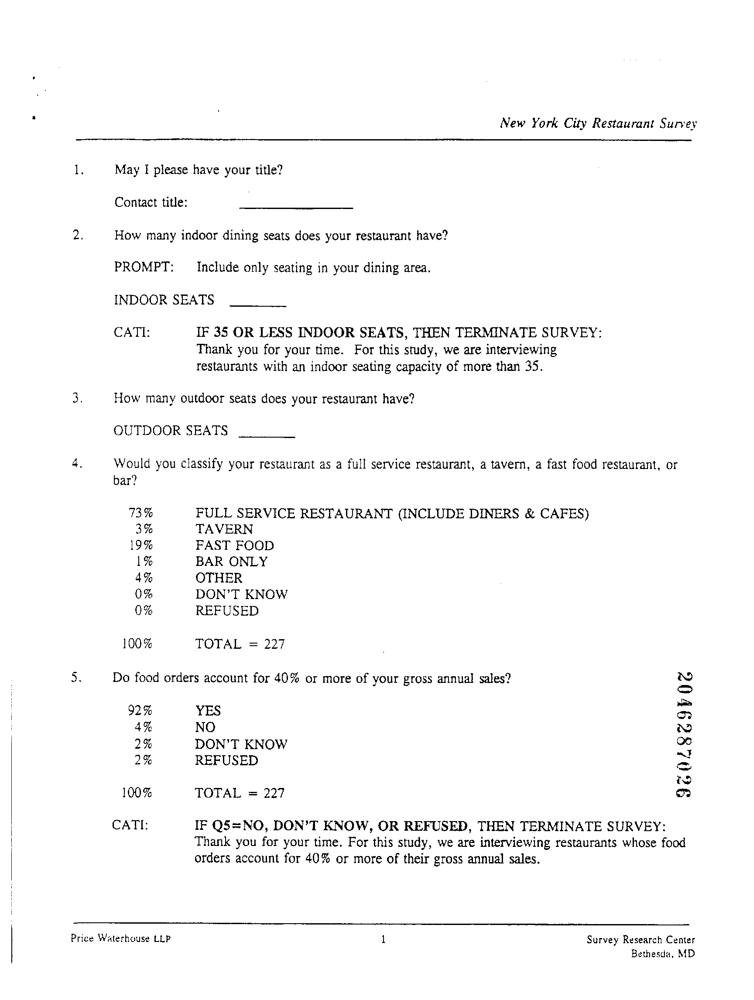 New York City Restaurant Survey
1. May I please have your title?
Contact title: ____________
2. How many indoor dining seats does your restaurant have?
PROMPT: Include only seating in your dining area.
INDOOR SEATS ______
CATI: IF 35 OR LESS INDOOR SEATS, THEN TERMINATE SURVEY:
Thank you for your time. For this study, we are interviewing
restaurants with an indoor seating capacity of more than 35.
3. How many outdoor seats does your restaurant have?
OUTDOOR SEATS ______
4. Would you classify your restaurant as a full service restaurant, a tavern, a fast food restaurant, or
bar?
73% FULL SERVICE RESTAURANT (INCLUDE DINERS & CAFES)
3% TAVERN
19% FAST FOOD
1% BAR ONLY
4% OTHER
0% DON'T KNOW
0% REFUSED
100% TOTAL = 227
5. Do food orders account for 40% or more of your gross annual sales?
92% YES
4% NO
2% DON'T KNOW
2% REFUSED
100% TOTAL = 227
CATI: IF Q5=NO, DON'T KNOW, OR REFUSED, THEN TERMINATE SURVEY:
Thank you for your time. For this study, we are interviewing restaurants whose food
orders account for 40% or more of their gross annual sales.
2046287026
Price Waterhouse LLP 1 Survey Research Center
Bethesda, MD